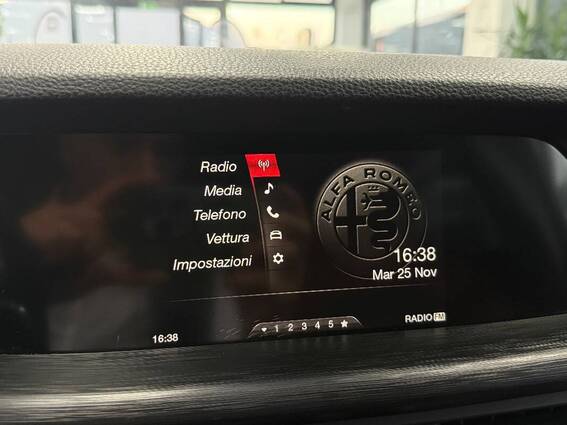 Radio
Media
Telefono
Vettura
Impostazioni
ALFA ROMEO
16:38
Mar 25 Nov
16:38
1 2 3 4 5
RADIO FM